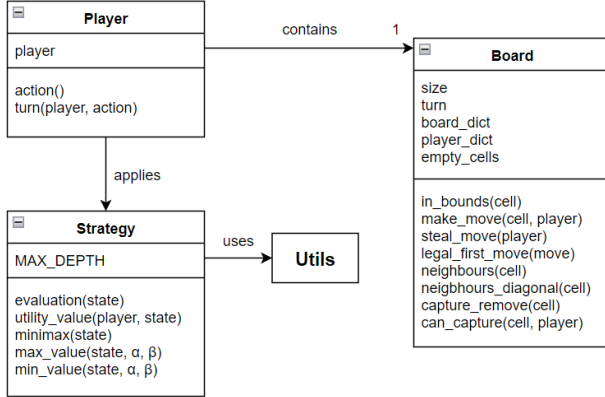 Player
player
action()
turn(player, action)
contains
1
Board
size
turn
board_dict
player_dict
empty_cells
in_bounds(cell)
make_move(cell, player)
steal_move(player)
legal_first_move(move)
neighbours(cell)
neigbhours_diagonal(cell)
capture_remove(cell)
can_capture(cell, player)
applies
Strategy
MAX_DEPTH
evaluation(state)
utility_value(player, state)
minimax(state)
max_value(state, α, β)
min_value(state, α, β)
uses
Utils